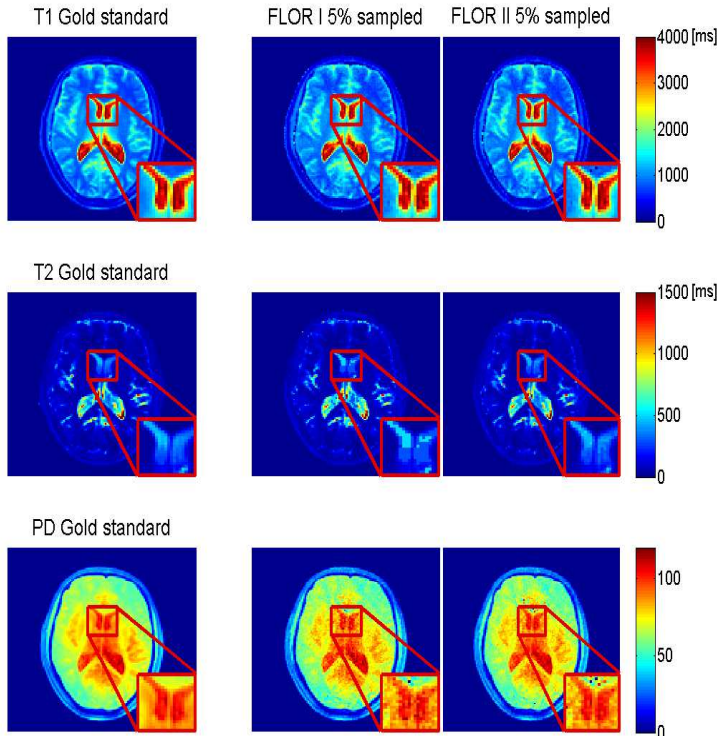 T1 Gold standard
FLOR I 5% sampled
FLOR II 5% sampled
4000 [ms]
3000
2000
1000
0
T2 Gold standard
1500 [ms]
1000
500
0
PD Gold standard
100
50
0